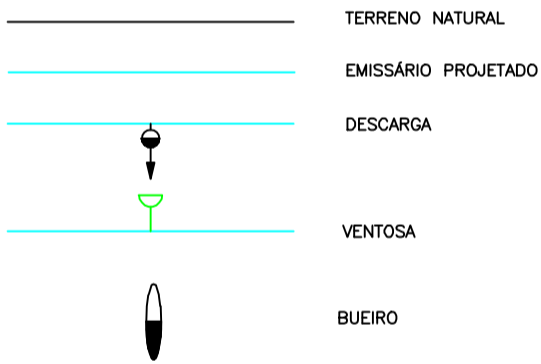 TERRENO NATURAL
EMISSÁRIO PROJETADO
DESCARGA
VENTOSA
BUEIRO